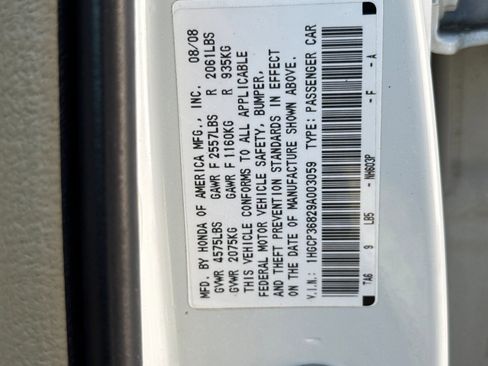 MFD. BY HONDA OF AMERICA MFG., INC. 08/08
GVWR 4575LBS GAWR F 2557LBS R 2061LBS
GVWR 2075KG GAWR F 1160KG R 935KG
THIS VEHICLE CONFORMS TO ALL APPLICABLE
FEDERAL MOTOR VEHICLE SAFETY, BUMPER,
AND THEFT PREVENTION STANDARDS IN EFFECT
ON THE DATE OF MANUFACTURE SHOWN ABOVE.
V.I.N.: 1HGCP36829A003059 TYPE: PASSENGER CAR
TA6 9 LBS -NH603P -F -A